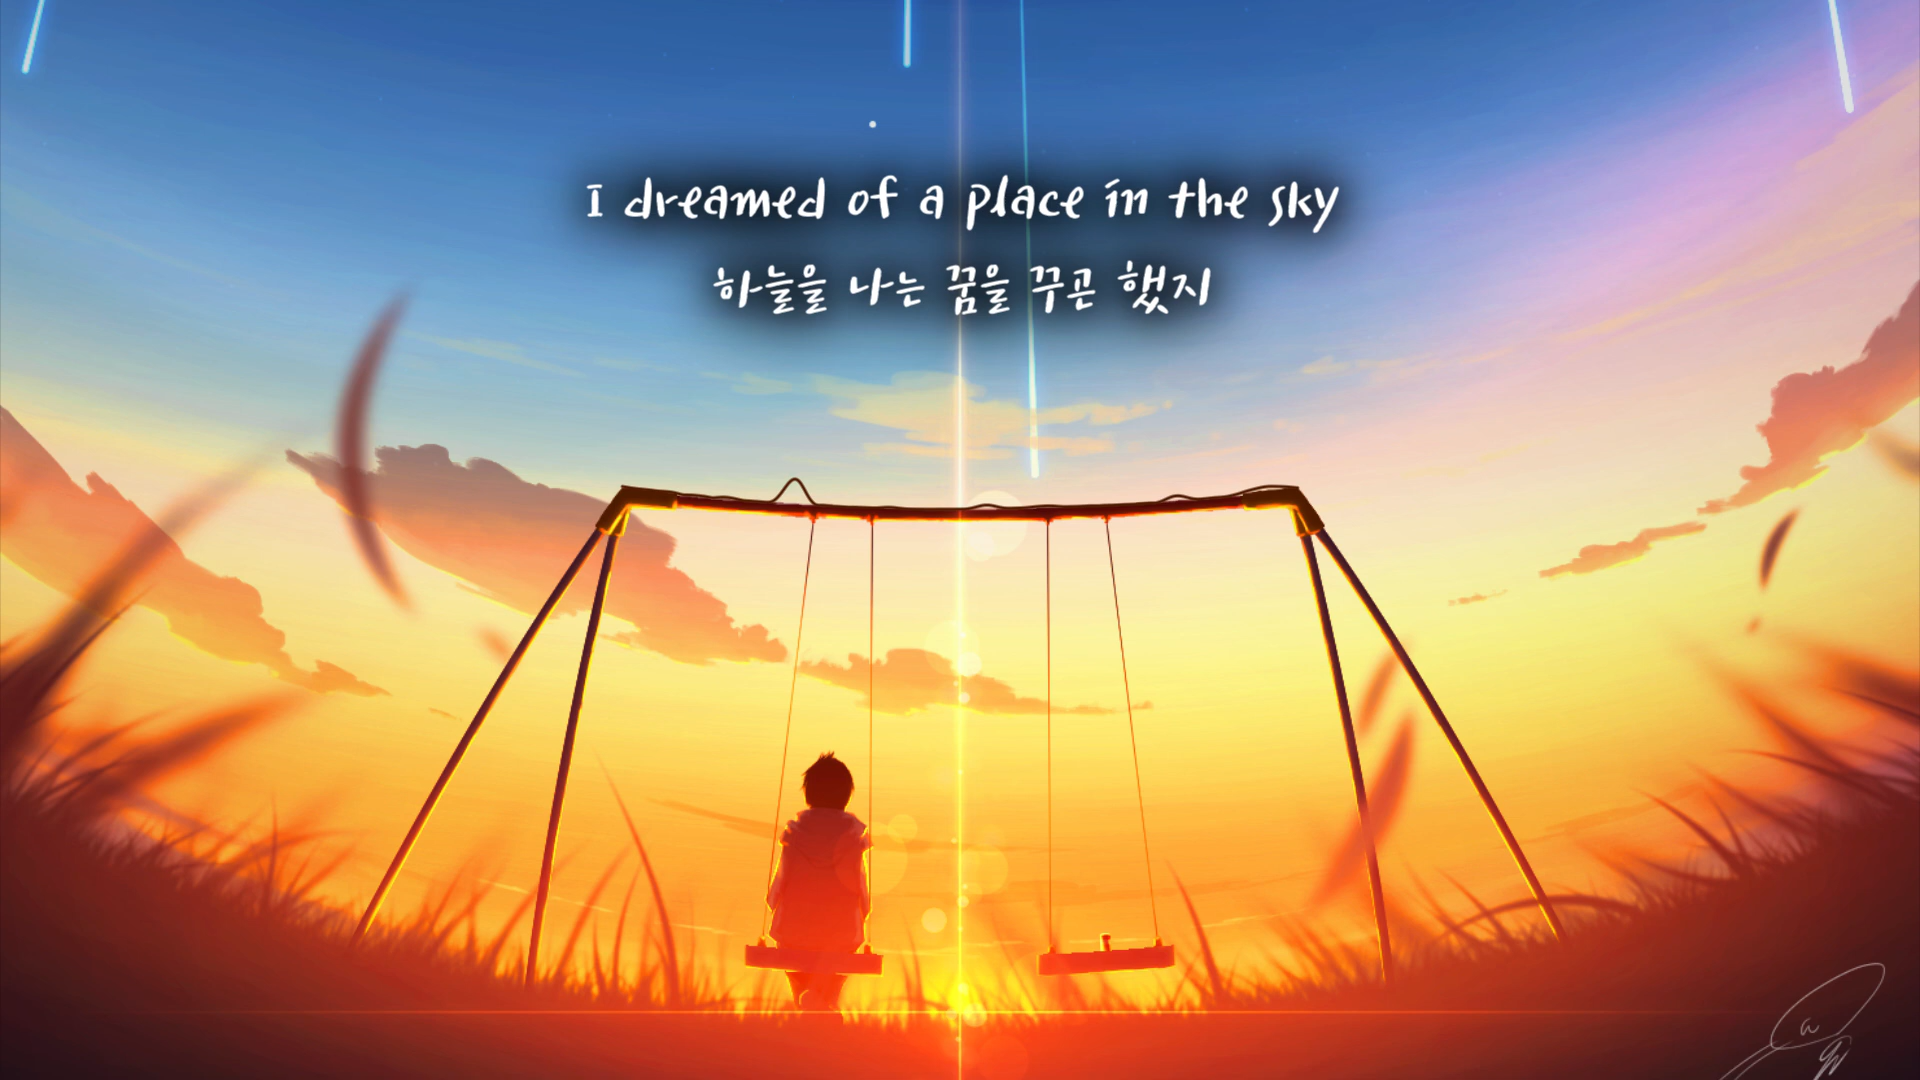 I dreamed of a place in the sky
하늘을 나는 꿈을 꾸곤 했지